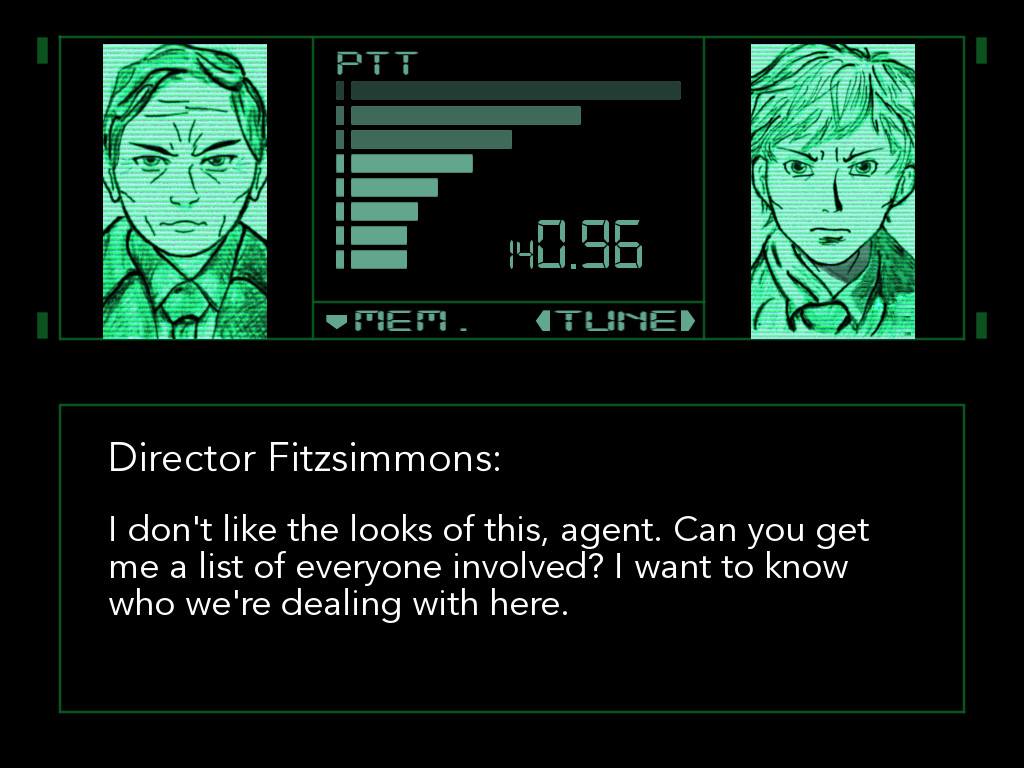 PTT
140.96
MEM.
TUNE
Director Fitzsimmons:
I don't like the looks of this, agent. Can you get
me a list of everyone involved? I want to know
who we're dealing with here.